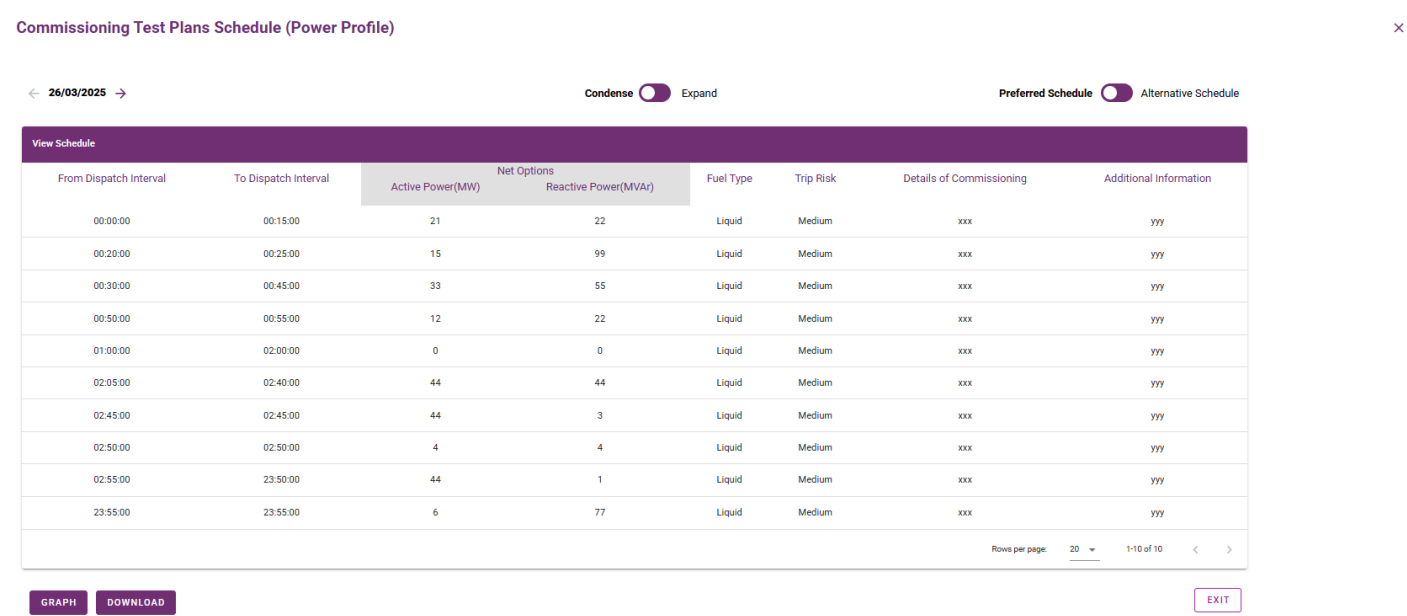 Commissioning Test Plans Schedule (Power Profile)
26/03/2025 Condense Expand Preferred Schedule Alternative Schedule
View Schedule
Net Options
From Dispatch Interval To Dispatch Interval Active Power(MW) Reactive Power(MVAr) Fuel Type Trip Risk Details of Commissioning Additional Information
00:00:00 00:15:00 21 22 Liquid Medium xxx yyy
00:20:00 00:25:00 15 99 Liquid Medium xxx yyy
00:30:00 00:45:00 33 55 Liquid Medium xxx yyy
00:50:00 00:55:00 12 22 Liquid Medium xxx yyy
01:00:00 02:00:00 0 0 Liquid Medium xxx yyy
02:05:00 02:40:00 44 44 Liquid Medium xxx yyy
02:45:00 02:45:00 44 3 Liquid Medium xxx yyy
02:50:00 02:50:00 4 4 Liquid Medium xxx yyy
02:55:00 23:50:00 44 1 Liquid Medium xxx yyy
23:55:00 23:55:00 6 77 Liquid Medium xxx yyy
Rows per page: 20 1-10 of 10
GRAPH DOWNLOAD EXIT